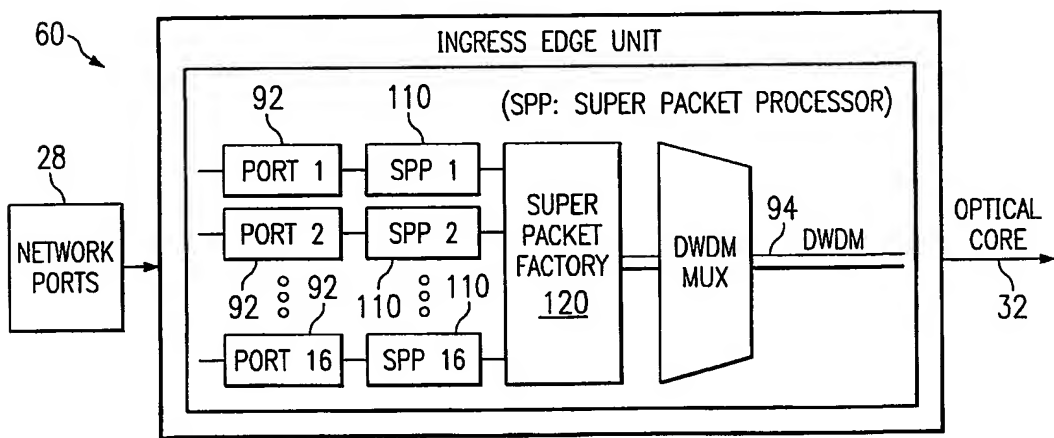 60
INGRESS EDGE UNIT
92
110
(SPP: SUPER PACKET PROCESSOR)
28
NETWORK
PORTS
PORT 1
SPP 1
PORT 2
SPP 2
92
92
110
110
PORT 16
SPP 16
SUPER
PACKET
FACTORY
120
DWDM
MUX
94
DWDM
OPTICAL
CORE
32